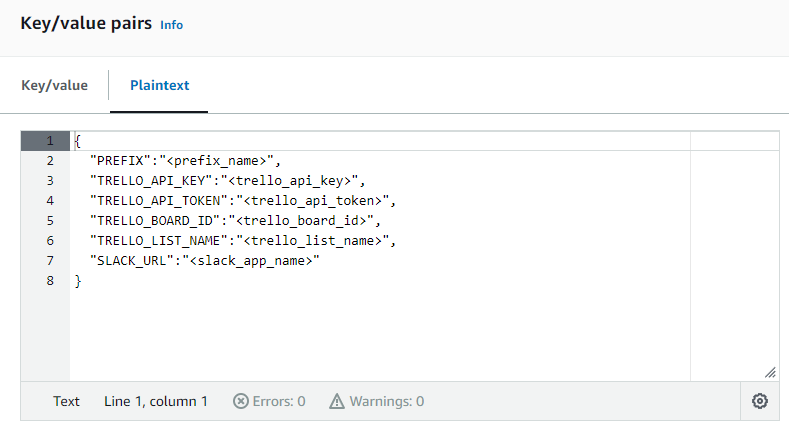 Key/value pairs Info
Key/value Plaintext
1 {
2 "PREFIX":"<prefix_name>",
3 "TRELLO_API_KEY":"<trello_api_key>",
4 "TRELLO_API_TOKEN":"<trello_api_token>",
5 "TRELLO_BOARD_ID":"<trello_board_id>",
6 "TRELLO_LIST_NAME":"<trello_list_name>",
7 "SLACK_URL":"<slack_app_name>"
8 }
Text Line 1, column 1 Errors: 0 Warnings: 0